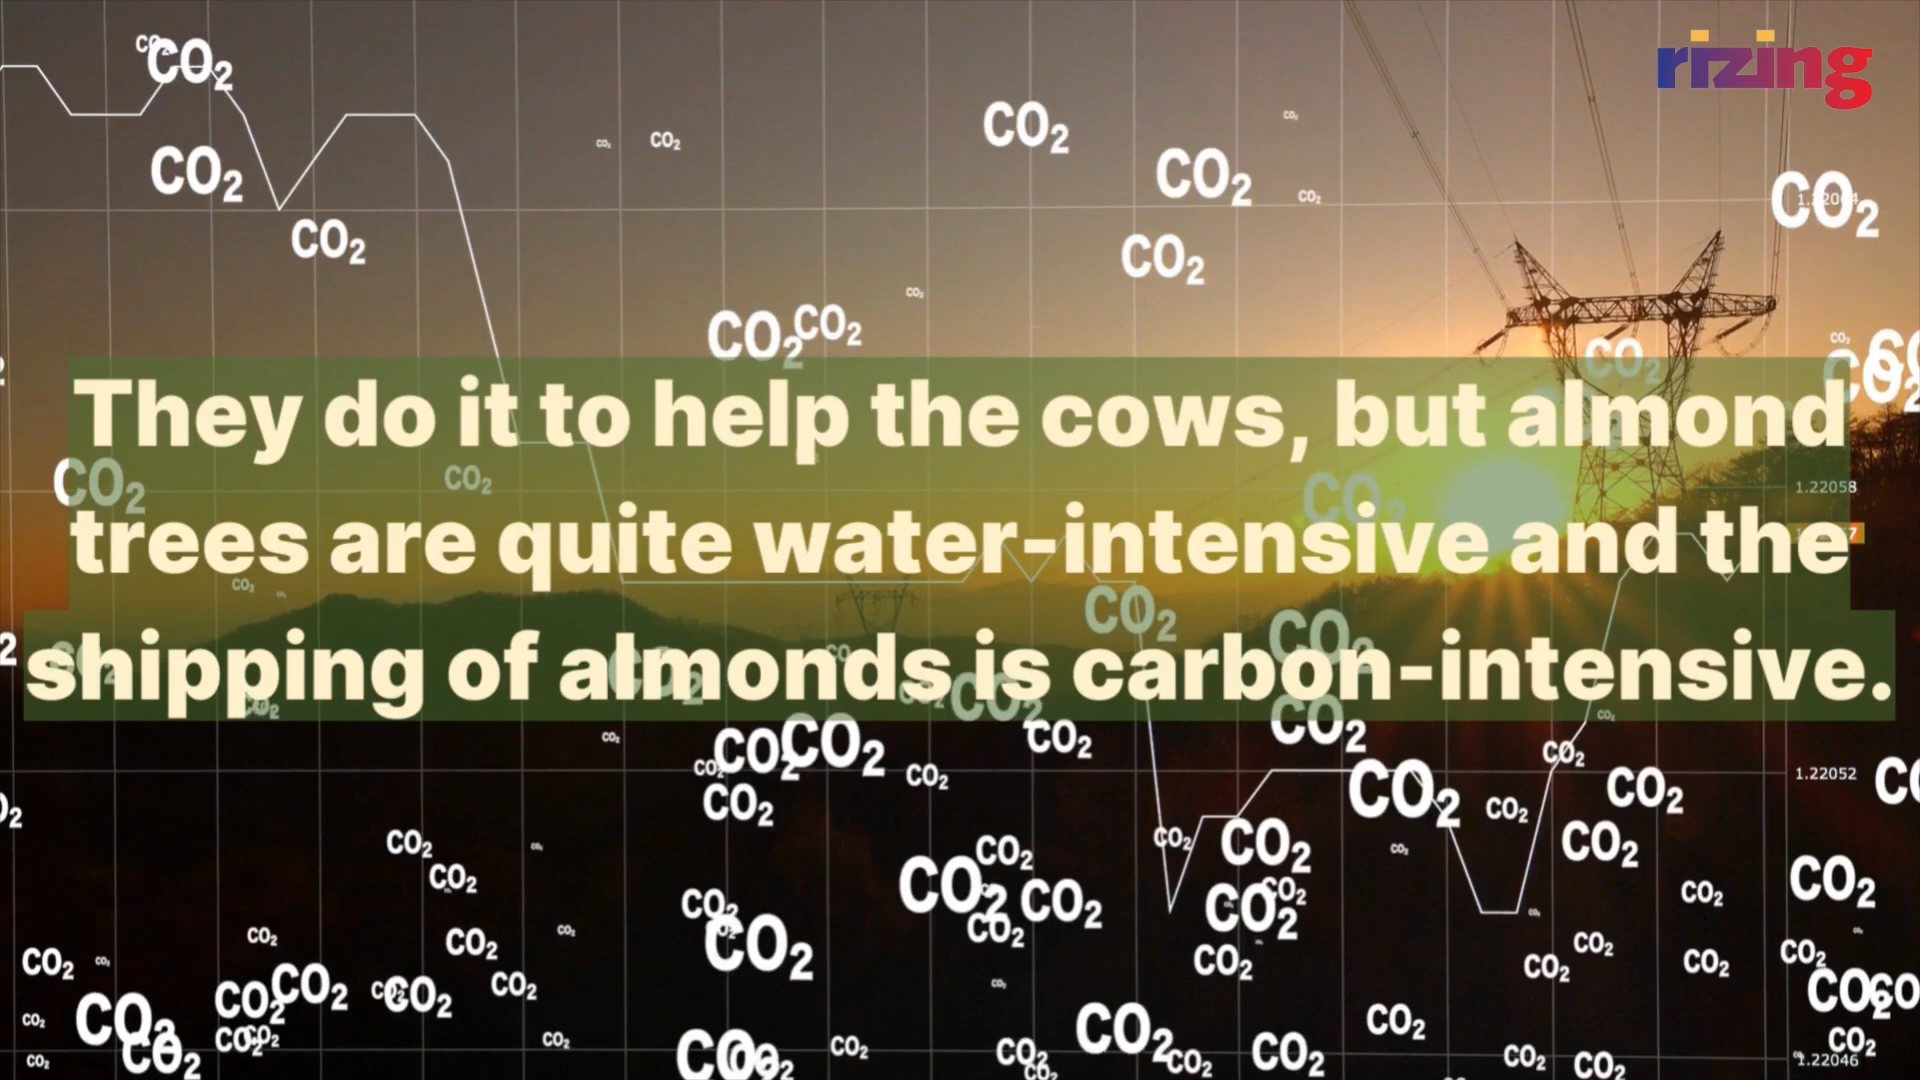 rizing
They do it to help the cows, but almond
trees are quite water-intensive and the
shipping of almonds is carbon-intensive.
CO₂
CO₂
CO₂
CO₂
CO₂
CO₂
CO₂
CO₂
CO₂
CO₂
1.22058
1.22052
1.22046